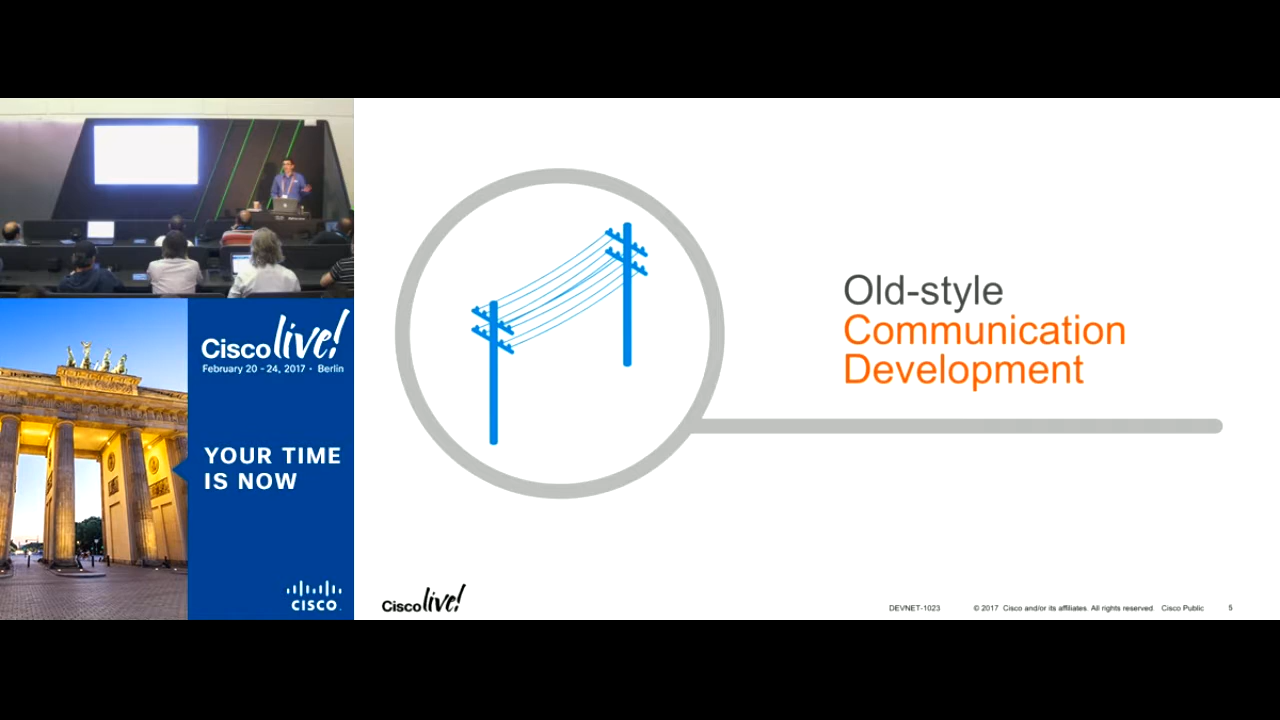 Cisco live!
February 20 - 24, 2017 • Berlin
YOUR TIME
IS NOW
CISCO
Old-style
Communication
Development
Cisco live!
DEVNET-1023 © 2017 Cisco and/or its affiliates. All rights reserved. Cisco Public 5